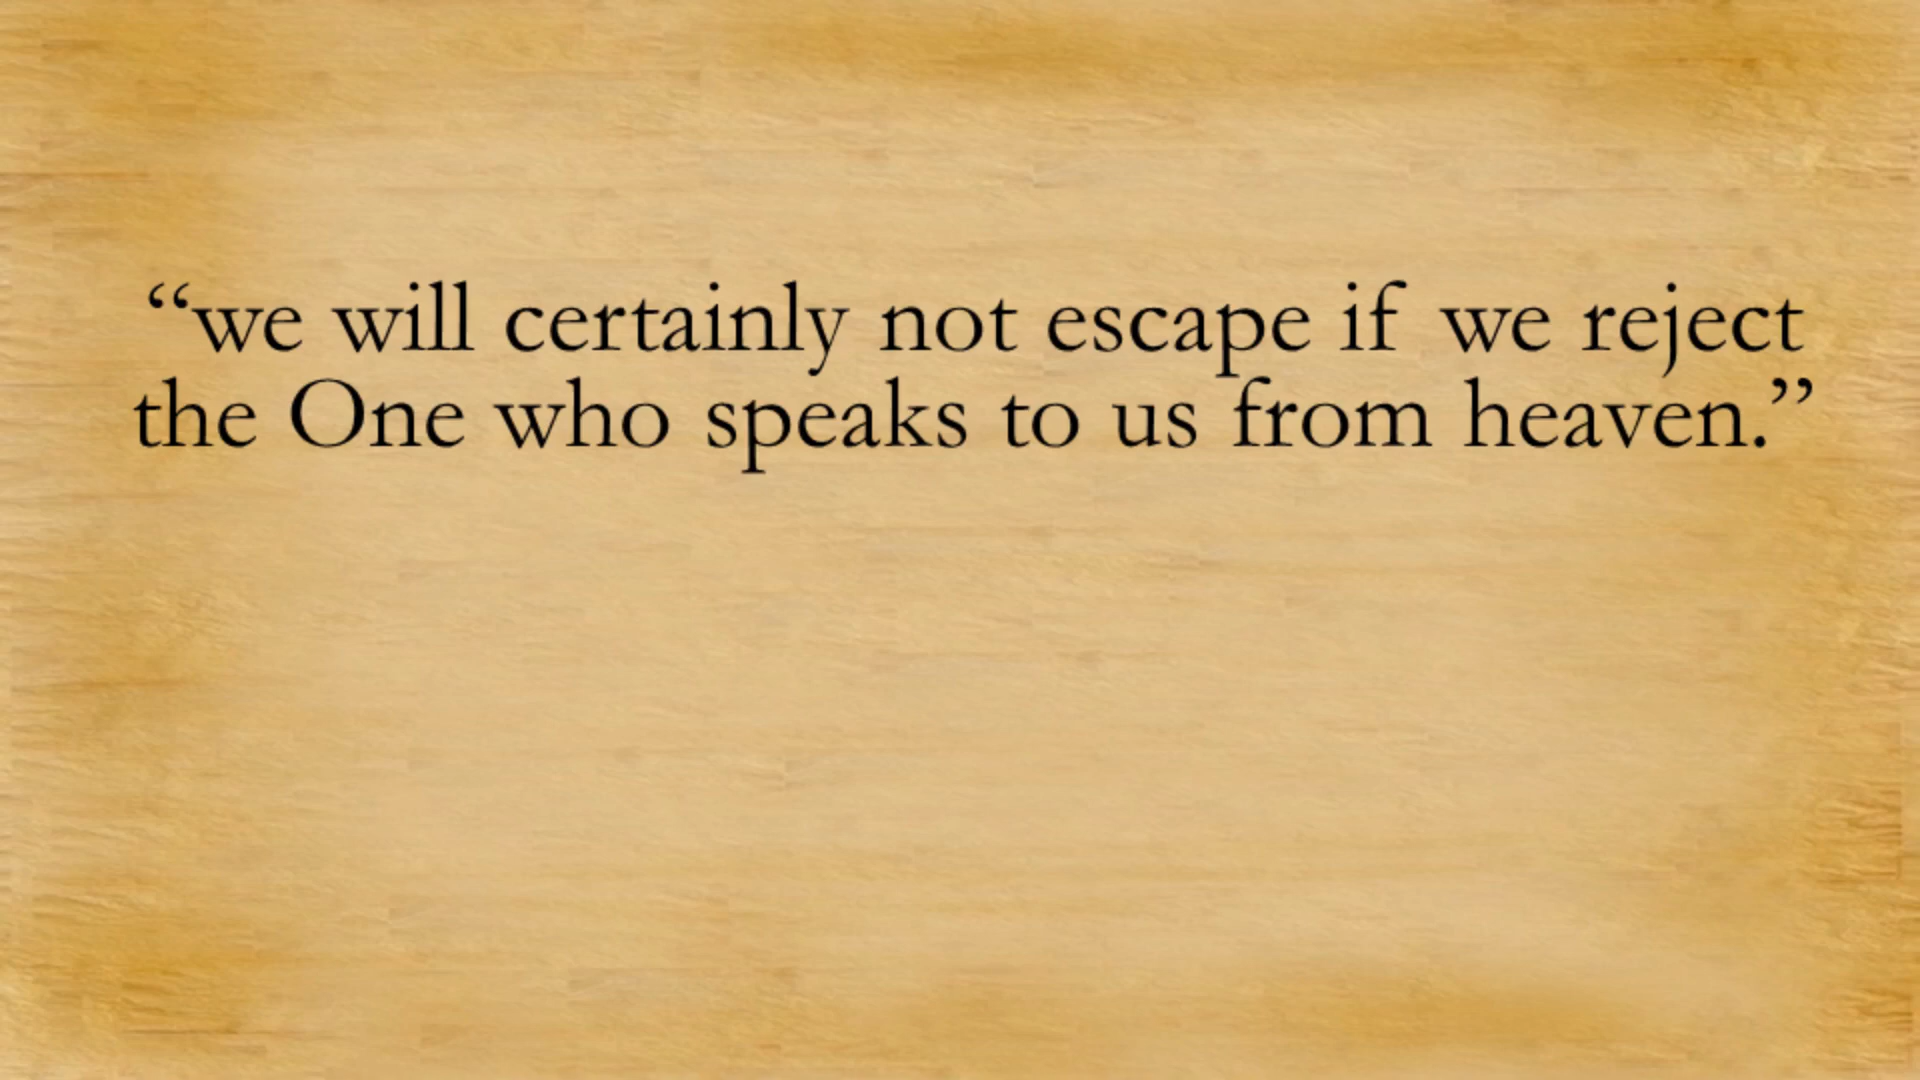 “we will certainly not escape if we reject
the One who speaks to us from heaven.”